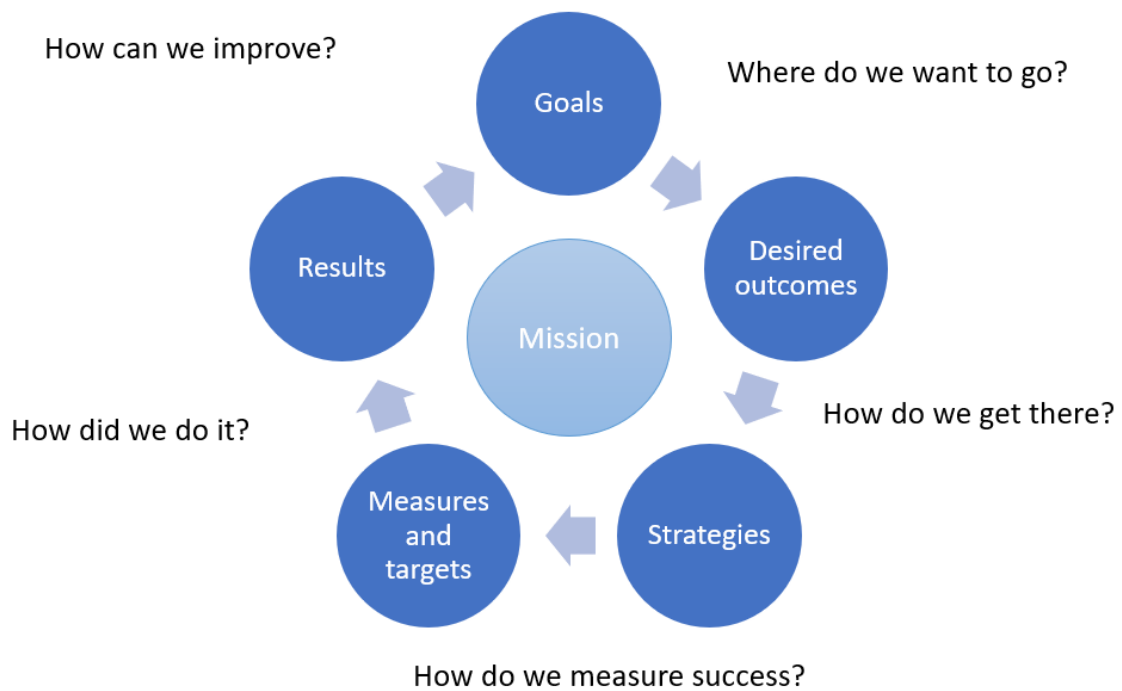 How can we improve?
Goals
Where do we want to go?
Results
Desired
outcomes
Mission
How do we get there?
How did we do it?
Measures
and
targets
Strategies
How do we measure success?